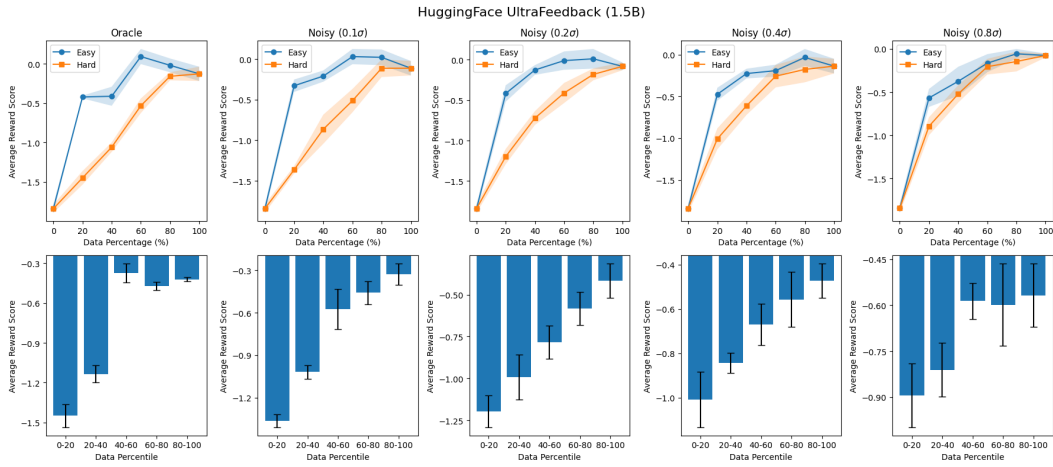 HuggingFace UltraFeedback (1.5B)
Oracle
Noisy (0.1σ)
Noisy (0.2σ)
Noisy (0.4σ)
Noisy (0.8σ)
Average Reward Score
0.0
−0.5
−1.0
−1.5
Easy
Hard
0 20 40 60 80 100
Data Percentage (%)
Average Reward Score
0.0
−0.5
−1.0
−1.5
Easy
Hard
0 20 40 60 80 100
Data Percentage (%)
Average Reward Score
0.0
−0.5
−1.0
−1.5
Easy
Hard
0 20 40 60 80 100
Data Percentage (%)
Average Reward Score
0.0
−0.5
−1.0
−1.5
Easy
Hard
0 20 40 60 80 100
Data Percentage (%)
Average Reward Score
0.0
−0.5
−1.0
−1.5
Easy
Hard
0 20 40 60 80 100
Data Percentage (%)
Average Reward Score
−0.3
−0.6
−0.9
−1.2
−1.5
0-20 20-40 40-60 60-80 80-100
Data Percentile
Average Reward Score
−0.3
−0.6
−0.9
−1.2
0-20 20-40 40-60 60-80 80-100
Data Percentile
Average Reward Score
−0.50
−0.75
−1.00
−1.25
0-20 20-40 40-60 60-80 80-100
Data Percentile
Average Reward Score
−0.4
−0.6
−0.8
−1.0
0-20 20-40 40-60 60-80 80-100
Data Percentile
Average Reward Score
−0.45
−0.60
−0.75
−0.90
0-20 20-40 40-60 60-80 80-100
Data Percentile